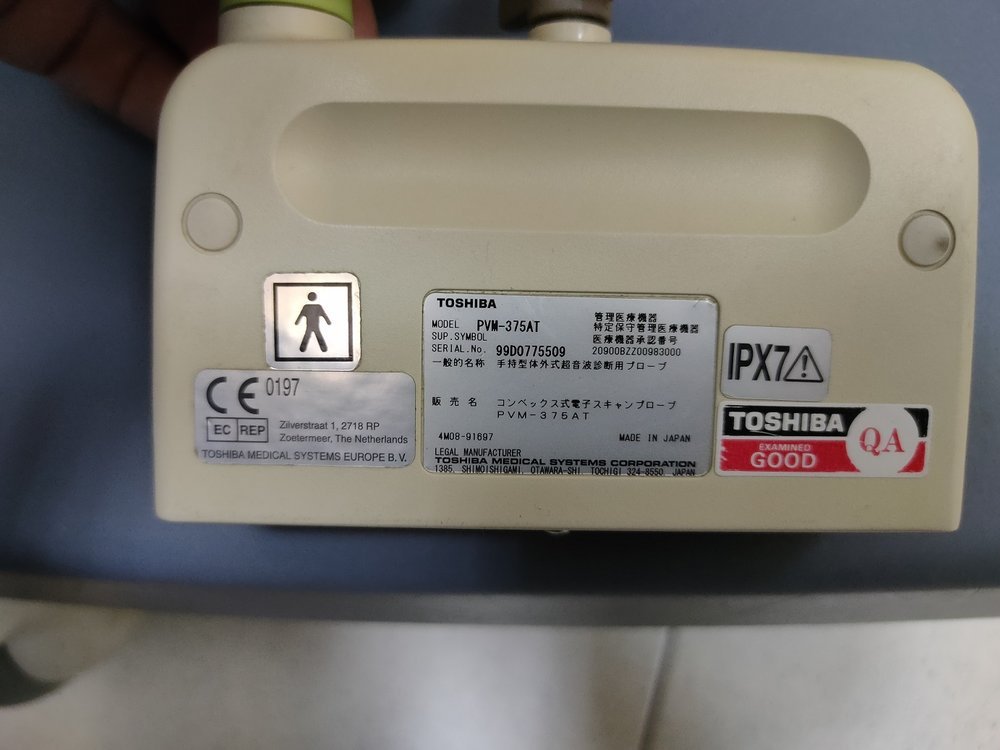 TOSHIBA
MODEL PVM-375AT
SUP.SYMBOL
SERIAL.No. 99D0775509
管理医療機器
特定保守管理医療機器
医療機器承認番号
20900BZZ00983000
一般的名称 手持型体外式超音波診断用プローブ
販売名 コンベックス式電子スキャンプローブ
PVM-375AT
4M08-91697 MADE IN JAPAN
LEGAL MANUFACTURER
TOSHIBA MEDICAL SYSTEMS CORPORATION
1385, SHIMOISHIGAMI, OTAWARA-SHI, TOCHIGI 324-8550, JAPAN
CE 0197
EC REP
Zilverstraat 1, 2718 RP
Zoetermeer, The Netherlands
TOSHIBA MEDICAL SYSTEMS EUROPE B.V.
IPX7
TOSHIBA
EXAMINED
GOOD
QA